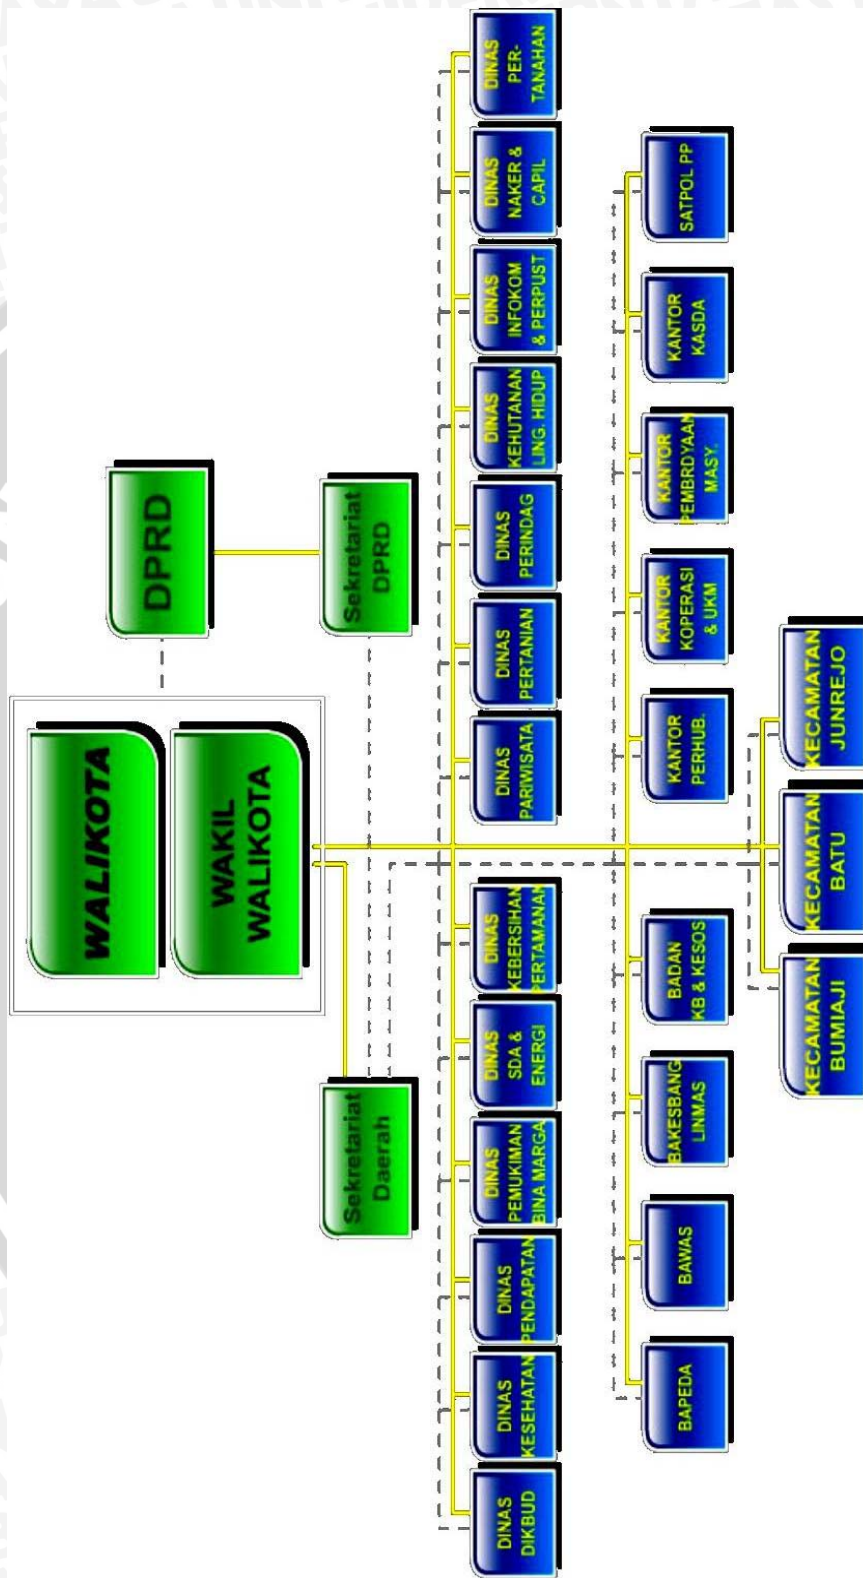 WALIKOTA
WAKIL
WALIKOTA
DPRD
Sekretariat
Daerah
Sekretariat
DPRD
DINAS
DIKBUD
DINAS
KESEHATAN
DINAS
PENDAPATAN
DINAS
PEMUKIMAN
BINA MARGA
DINAS
SDA &
ENERGI
DINAS
KEBERSIHAN
PERTAMANAN
DINAS
PARIWISATA
DINAS
PERTANIAN
DINAS
PERINDAG
DINAS
KEHUTANAN
LING. HIDUP
DINAS
INFOKOM
& PERPUST
DINAS
NAKER &
CAPIL
DINAS
PER-
TANAHAN
BAPEDA
BAWAS
BAKESBANG
LINMAS
BADAN
KB & KESOS
KANTOR
PERHUB.
KANTOR
KOPERASI
& UKM
KANTOR
PEMBRDYAAN
MASY.
KANTOR
KASDA
SATPOL PP
KECAMATAN
BUMIAJI
KECAMATAN
BATU
KECAMATAN
JUNREJO